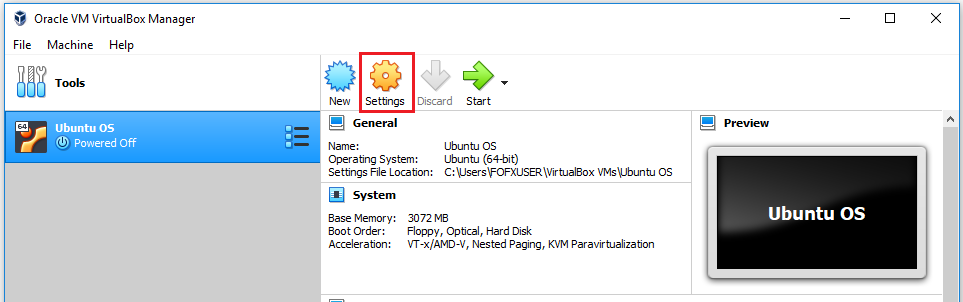 Oracle VM VirtualBox Manager
File Machine Help
Tools
New Settings Discard Start
64
Ubuntu OS
Powered Off
General
Name: Ubuntu OS
Operating System: Ubuntu (64-bit)
Settings File Location: C:\Users\FOFXUSER\VirtualBox VMs\Ubuntu OS
System
Base Memory: 3072 MB
Boot Order: Floppy, Optical, Hard Disk
Acceleration: VT-x/AMD-V, Nested Paging, KVM Paravirtualization
Preview
Ubuntu OS